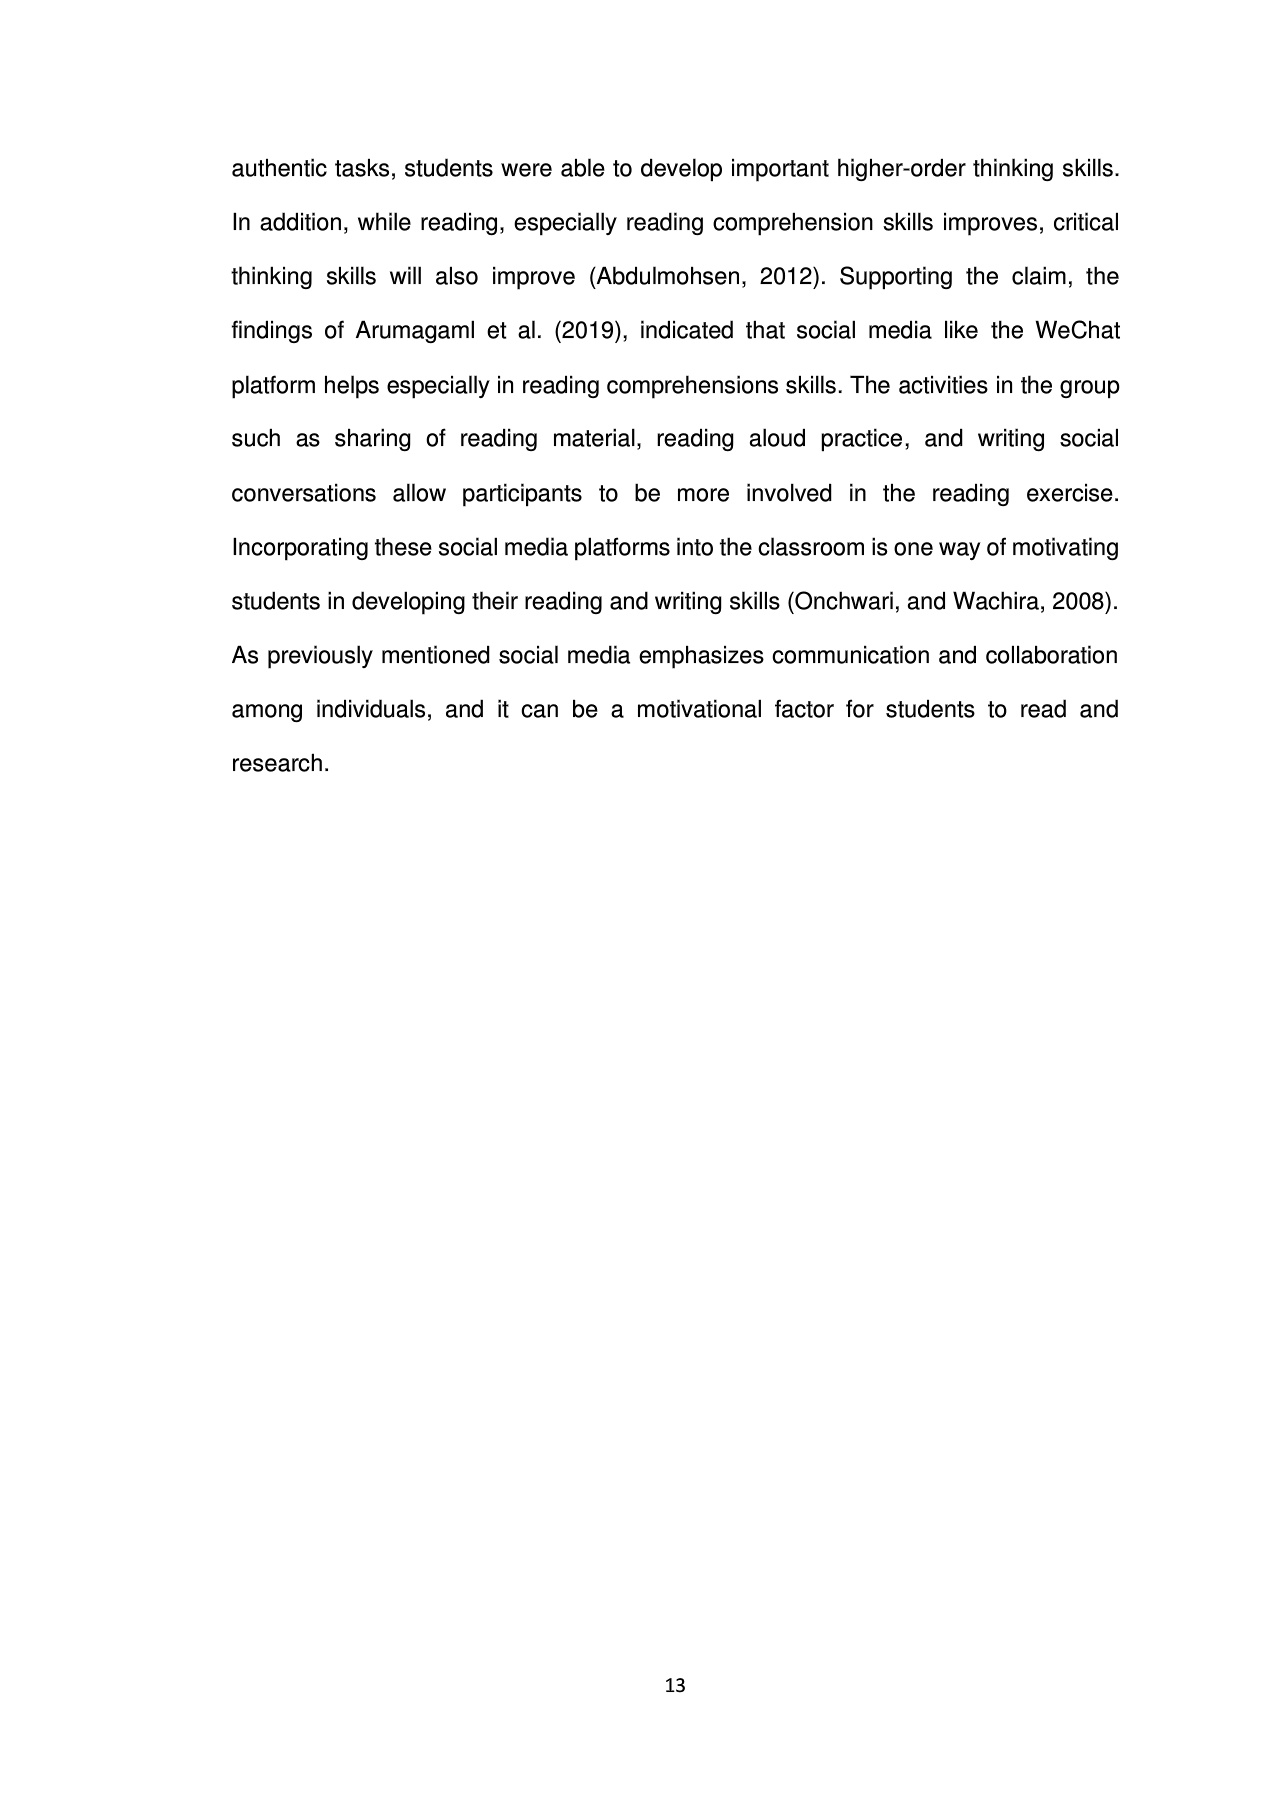 authentic tasks, students were able to develop important higher-order thinking skills.
In addition, while reading, especially reading comprehension skills improves, critical
thinking skills will also improve (Abdulmohsen, 2012). Supporting the claim, the
findings of Arumagaml et al. (2019), indicated that social media like the WeChat
platform helps especially in reading comprehensions skills. The activities in the group
such as sharing of reading material, reading aloud practice, and writing social
conversations allow participants to be more involved in the reading exercise.
Incorporating these social media platforms into the classroom is one way of motivating
students in developing their reading and writing skills (Onchwari, and Wachira, 2008).
As previously mentioned social media emphasizes communication and collaboration
among individuals, and it can be a motivational factor for students to read and
research.
13